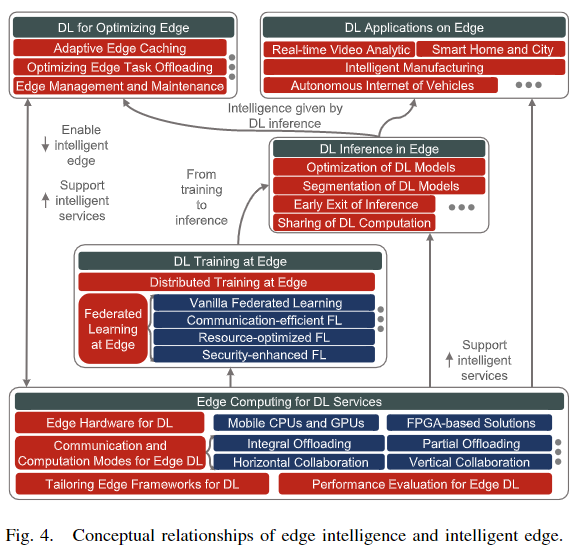 DL for Optimizing Edge
Adaptive Edge Caching
Optimizing Edge Task Offloading
Edge Management and Maintenance
DL Applications on Edge
Real-time Video Analytic
Smart Home and City
Intelligent Manufacturing
Autonomous Internet of Vehicles
Intelligence given by
DL inference
Enable
intelligent
edge
Support
intelligent
services
From
training
to
inference
DL Inference in Edge
Optimization of DL Models
Segmentation of DL Models
Early Exit of Inference
Sharing of DL Computation
DL Training at Edge
Distributed Training at Edge
Federated
Learning
at Edge
Vanilla Federated Learning
Communication-efficient FL
Resource-optimized FL
Security-enhanced FL
Support
intelligent
services
Edge Computing for DL Services
Edge Hardware for DL
Mobile CPUs and GPUs
FPGA-based Solutions
Communication and
Computation Modes for Edge DL
Integral Offloading
Partial Offloading
Horizontal Collaboration
Vertical Collaboration
Tailoring Edge Frameworks for DL
Performance Evaluation for Edge DL
Fig. 4. Conceptual relationships of edge intelligence and intelligent edge.